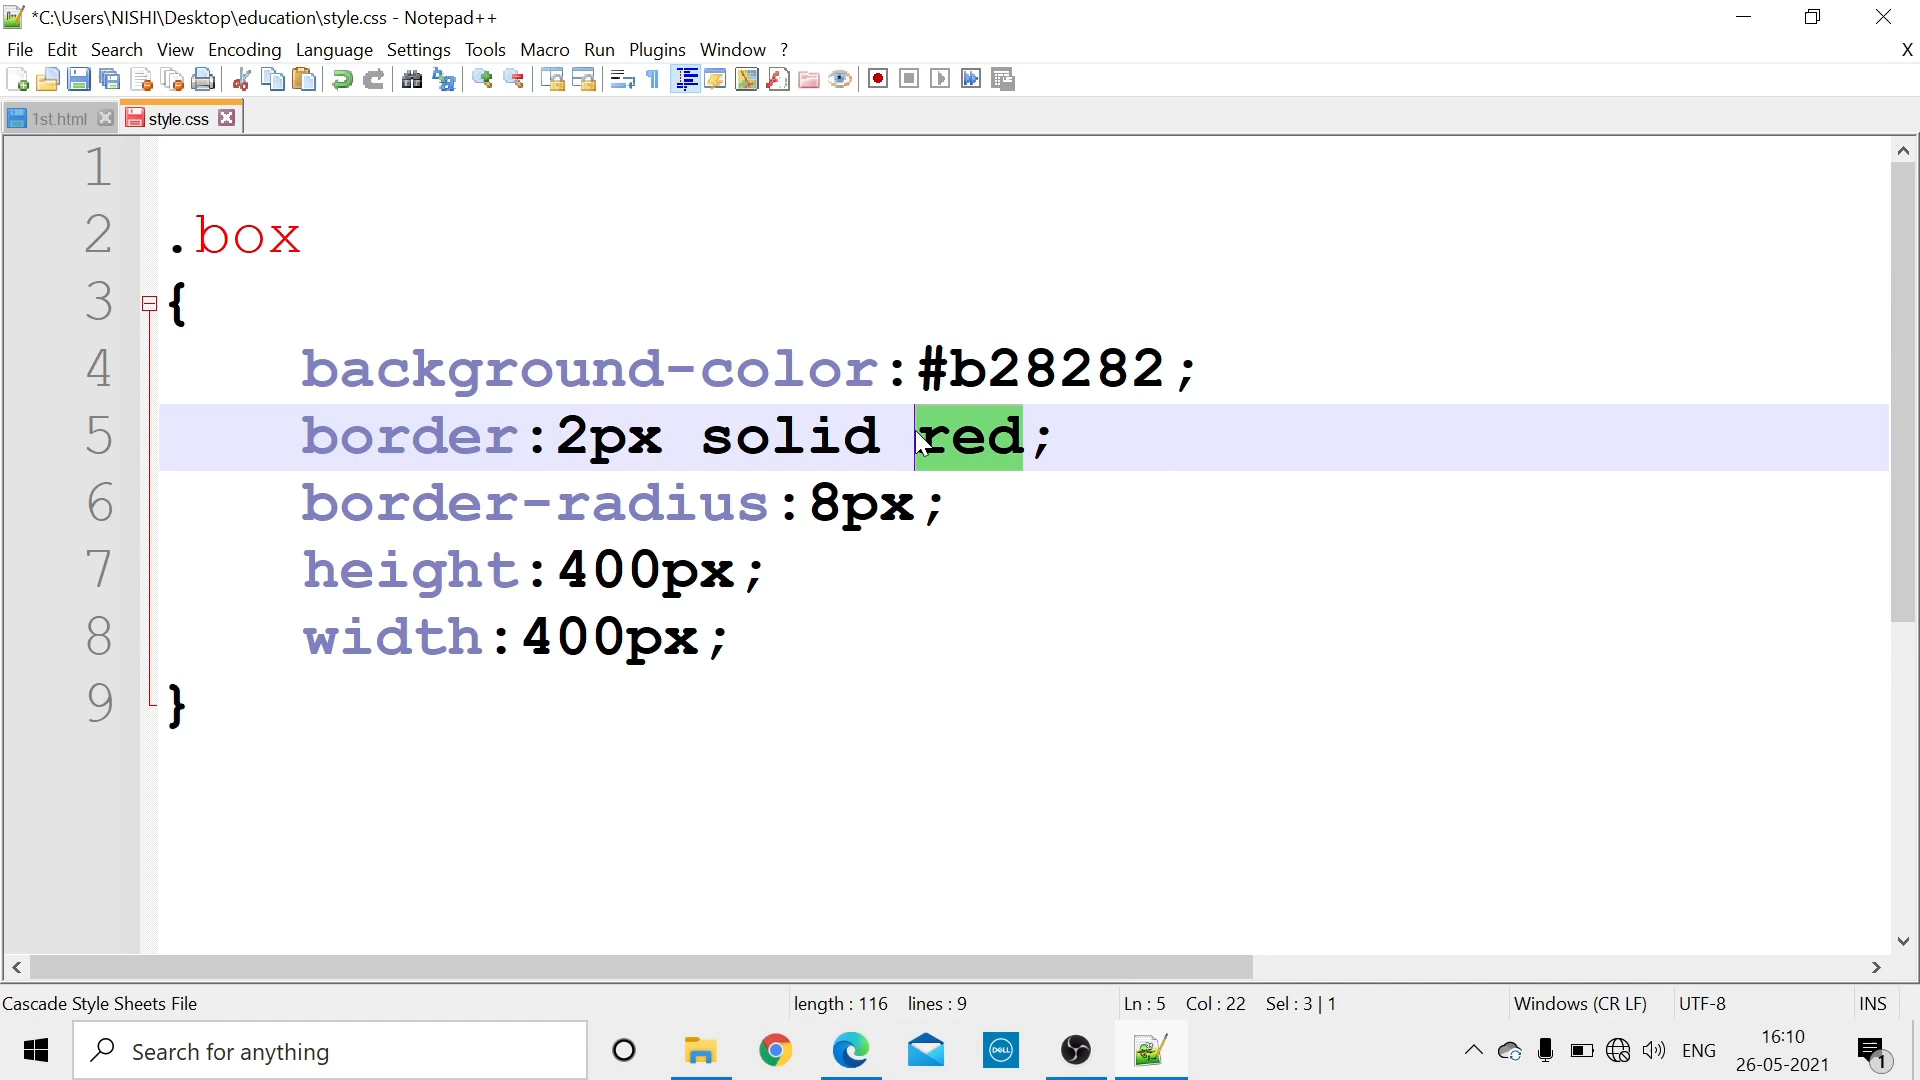 *C:\Users\NISHI\Desktop\education\style.css - Notepad++
File Edit Search View Encoding Language Settings Tools Macro Run Plugins Window ? X
1st.html style.css
1
2 .box
3 {
4 background-color:#b28282;
5 border:2px solid red;
6 border-radius:8px;
7 height:400px;
8 width:400px;
9 }
Cascade Style Sheets File length : 116 lines : 9 Ln : 5 Col : 22 Sel : 3 | 1 Windows (CR LF) UTF-8 INS
Search for anything DELL ENG 16:10
26-05-2021 1